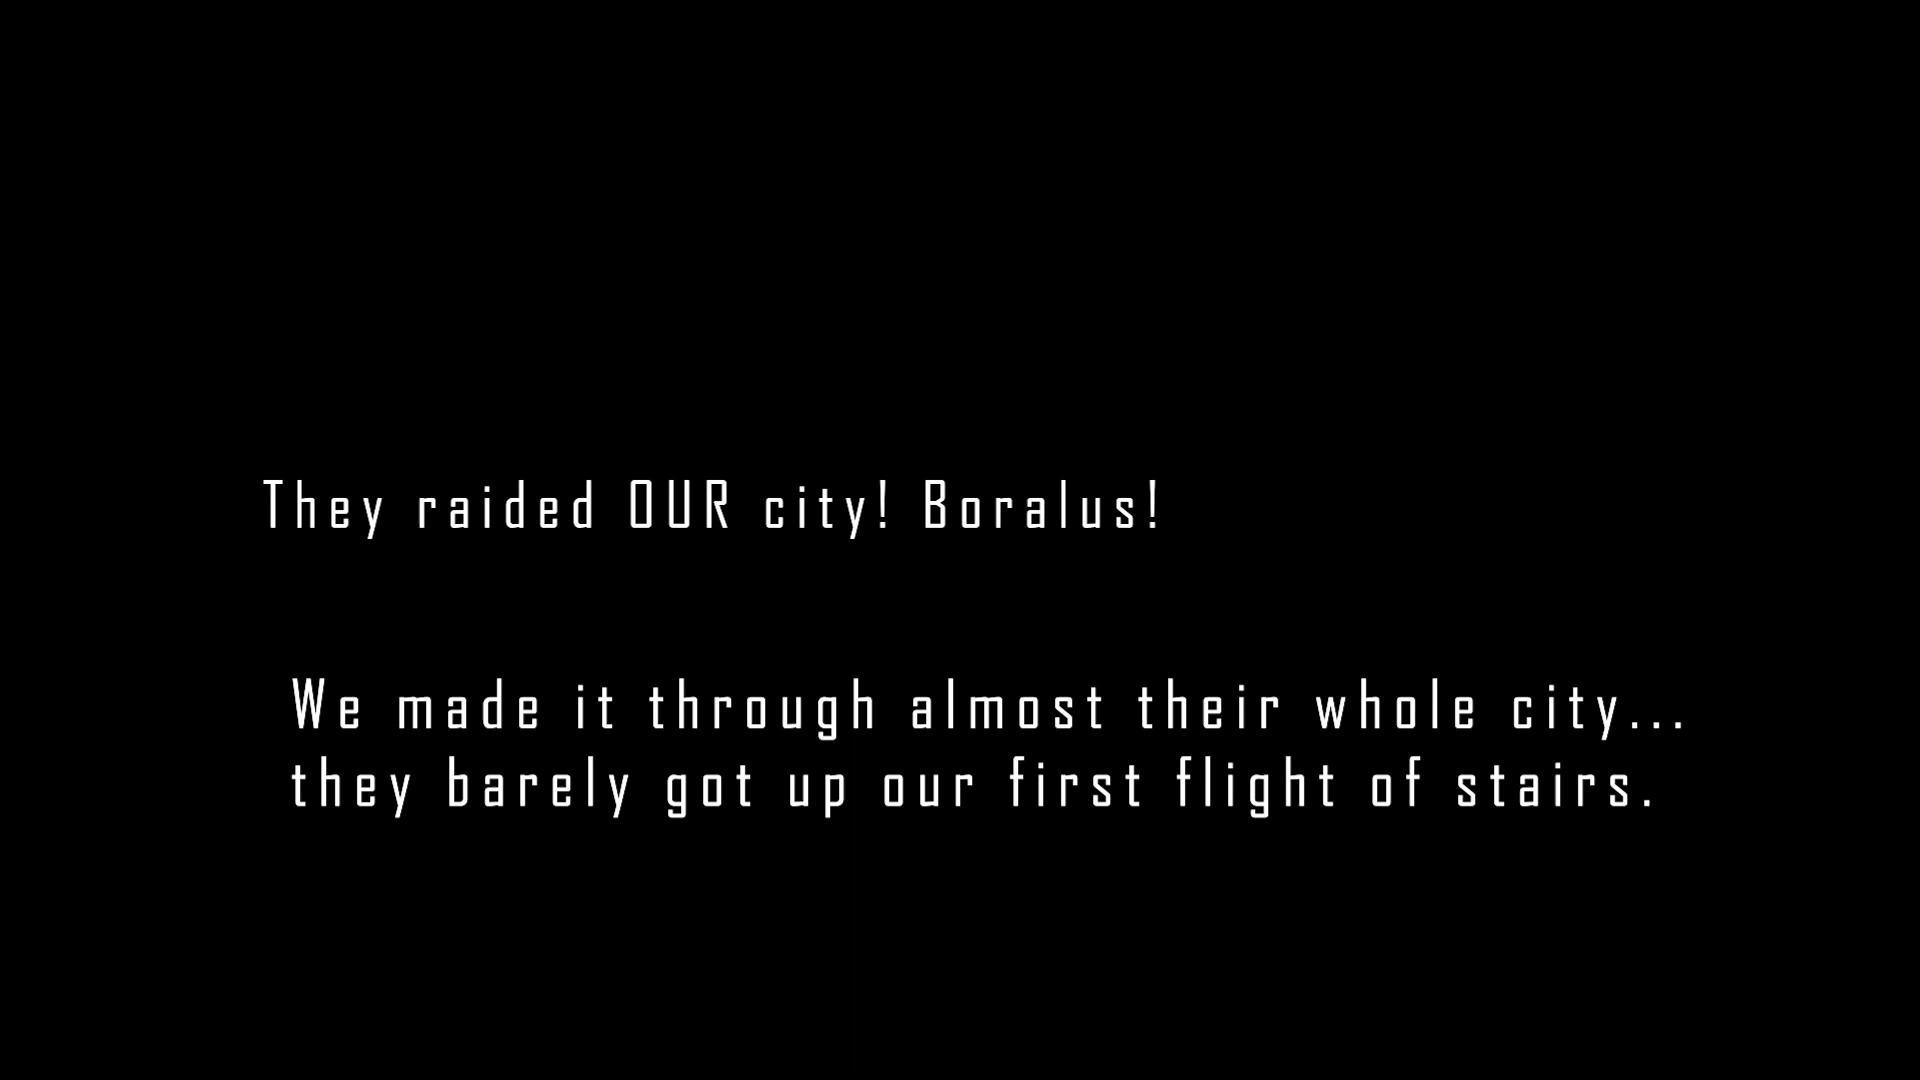 They raided OUR city! Boralus!
We made it through almost their whole city...
they barely got up our first flight of stairs.